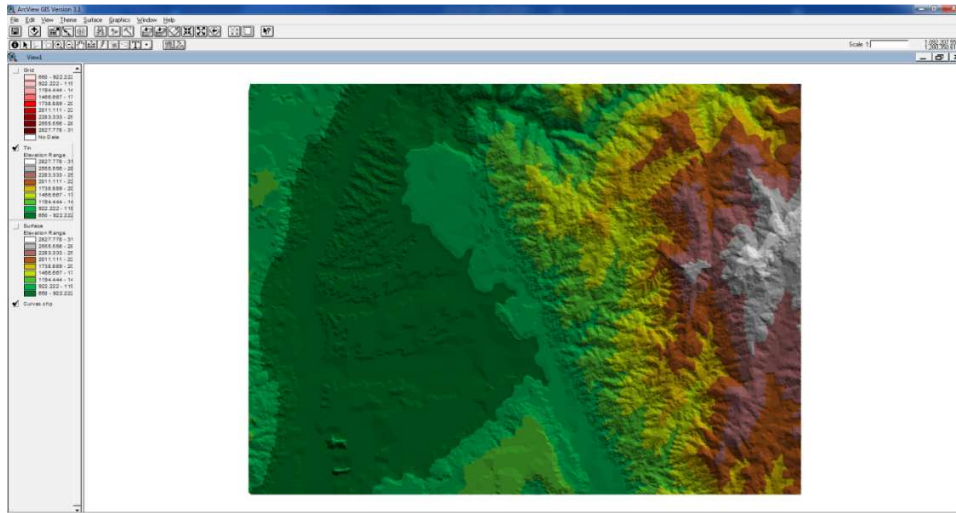 ArcView GIS Version 3.1
File Edit View Theme Surface Graphics Window Help
Scale 1:
View1
Grid
650 - 922.222
922.222 - 119
1194.444 - 14
1466.667 - 17
1738.889 - 20
2011.111 - 22
2283.333 - 25
2555.556 - 28
2827.778 - 31
No Data
Tin
Elevation Range
2827.778 - 31
2555.556 - 28
2283.333 - 25
2011.111 - 22
1738.889 - 20
1466.667 - 17
1194.444 - 14
922.222 - 119
650 - 922.222
Surface
Elevation Range
2827.778 - 31
2555.556 - 28
2283.333 - 25
2011.111 - 22
1738.889 - 20
1466.667 - 17
1194.444 - 14
922.222 - 119
650 - 922.222
Curvas.shp